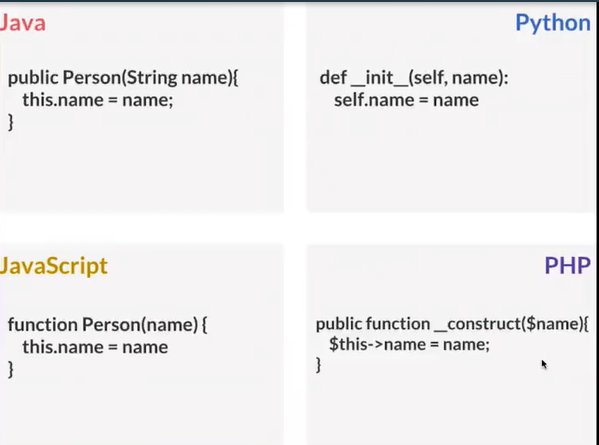 Java
public Person(String name){
this.name = name;
}
Python
def __init__(self, name):
self.name = name
JavaScript
function Person(name) {
this.name = name
}
PHP
public function __construct($name){
$this->name = name;
}